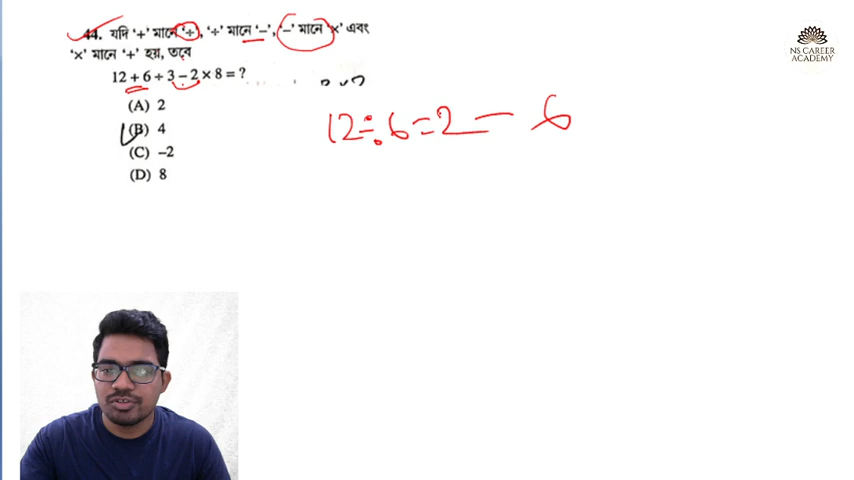 44. যদি '+' মানে '÷', '÷' মানে '–', '–' মানে '×' এবং
'×' মানে '+' হয়, তবে
12 + 6 ÷ 3 – 2 × 8 = ?
(A) 2
(B) 4
(C) –2
(D) 8
12 ÷ 6 = 2 — 6
NS CAREER
ACADEMY